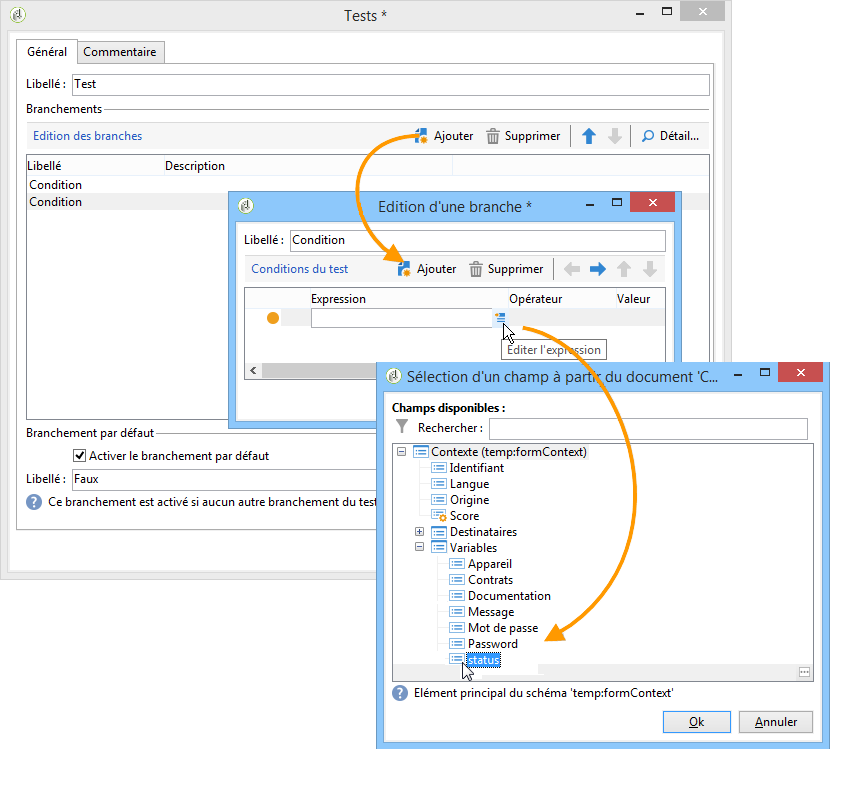 Tests *
Général Commentaire
Libellé : Test
Branchements
Edition des branches Ajouter Supprimer Détail...
Libellé Description
Condition
Condition
Edition d'une branche *
Libellé : Condition
Conditions du test Ajouter Supprimer
Expression Opérateur Valeur
Editer l'expression
Sélection d'un champ à partir du document 'C...
Champs disponibles :
Rechercher :
Contexte (temp:formContext)
Identifiant
Langue
Origine
Score
Destinataires
Variables
Appareil
Contrats
Documentation
Message
Mot de passe
Password
status
Elément principal du schéma 'temp:formContext'
Ok Annuler
Branchement par défaut
Activer le branchement par défaut
Libellé : Faux
Ce branchement est activé si aucun autre branchement du test